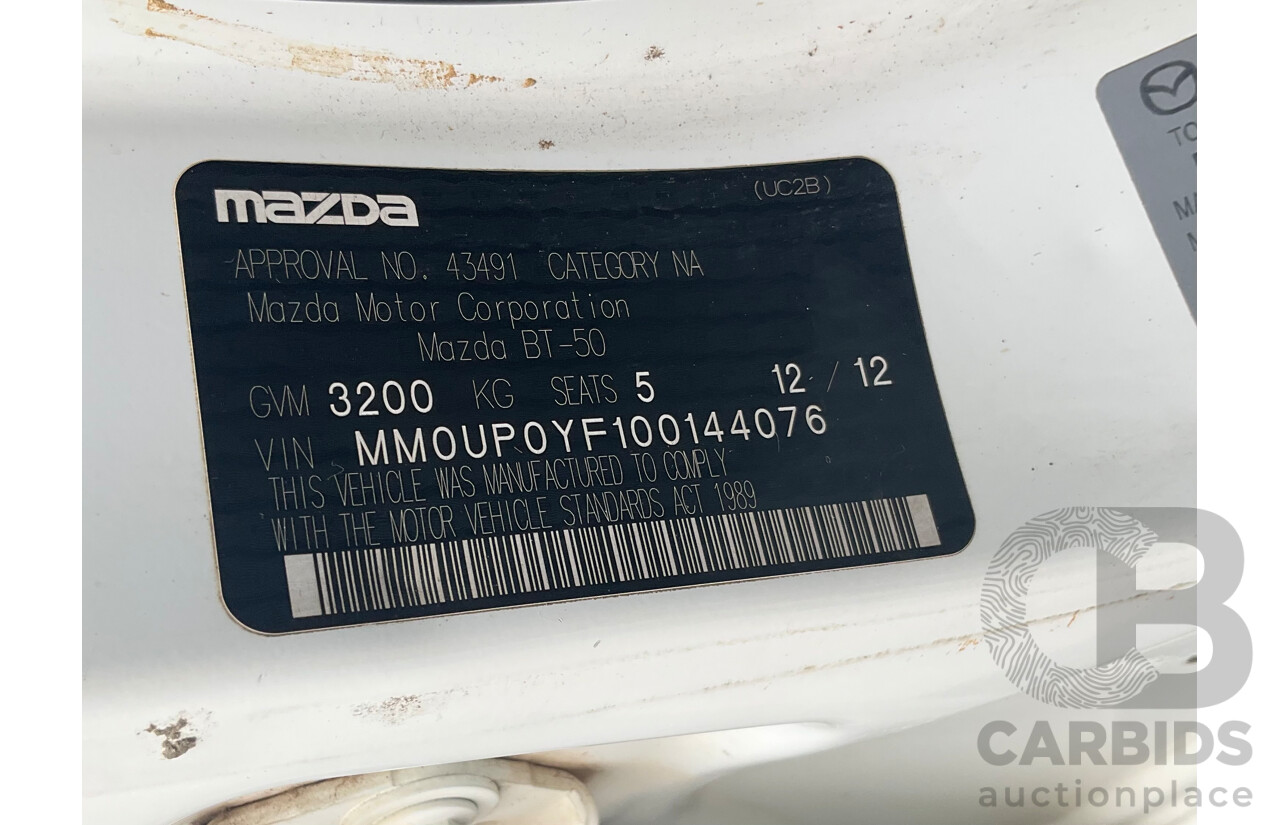 mazda (UC2B)
APPROVAL NO. 43491 CATEGORY NA
Mazda Motor Corporation
Mazda BT-50
GVM 3200 KG SEATS 5 12 / 12
VIN MM0UP0YF100144076
THIS VEHICLE WAS MANUFACTURED TO COMPLY
WITH THE MOTOR VEHICLE STANDARDS ACT 1989
CB
CARBIDS
auctionplace